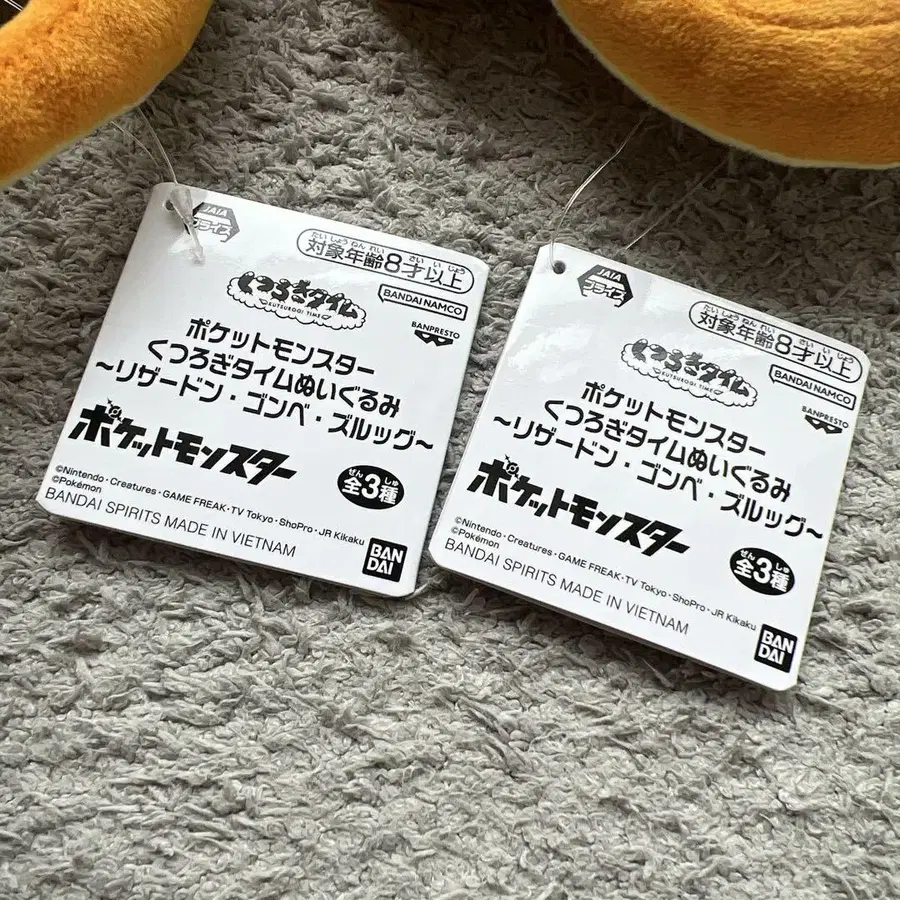 JAIA
プライズ
たいしょうねんれい さいいじょう
対象年齢8才以上
くつろぎタイム
KUTSUROGI TIME
BANDAI NAMCO
BANPRESTO
ポケットモンスター
くつろぎタイムぬいぐるみ
～リザードン・ゴンベ・ズルッグ～
ポケットモンスター
ぜん しゅ
全3種
©Nintendo・Creatures・GAME FREAK・TV Tokyo・ShoPro・JR Kikaku
©Pokémon
BANDAI SPIRITS MADE IN VIETNAM
BAN
DAI
JAIA
プライズ
たいしょうねんれい さいいじょう
対象年齢8才以上
くつろぎタイム
KUTSUROGI TIME
BANDAI NAMCO
BANPRESTO
ポケットモンスター
くつろぎタイムぬいぐるみ
～リザードン・ゴンベ・ズルッグ～
ポケットモンスター
ぜん しゅ
全3種
©Nintendo・Creatures・GAME FREAK・TV Tokyo・ShoPro・JR Kikaku
©Pokémon
BANDAI SPIRITS MADE IN VIETNAM
BAN
DAI